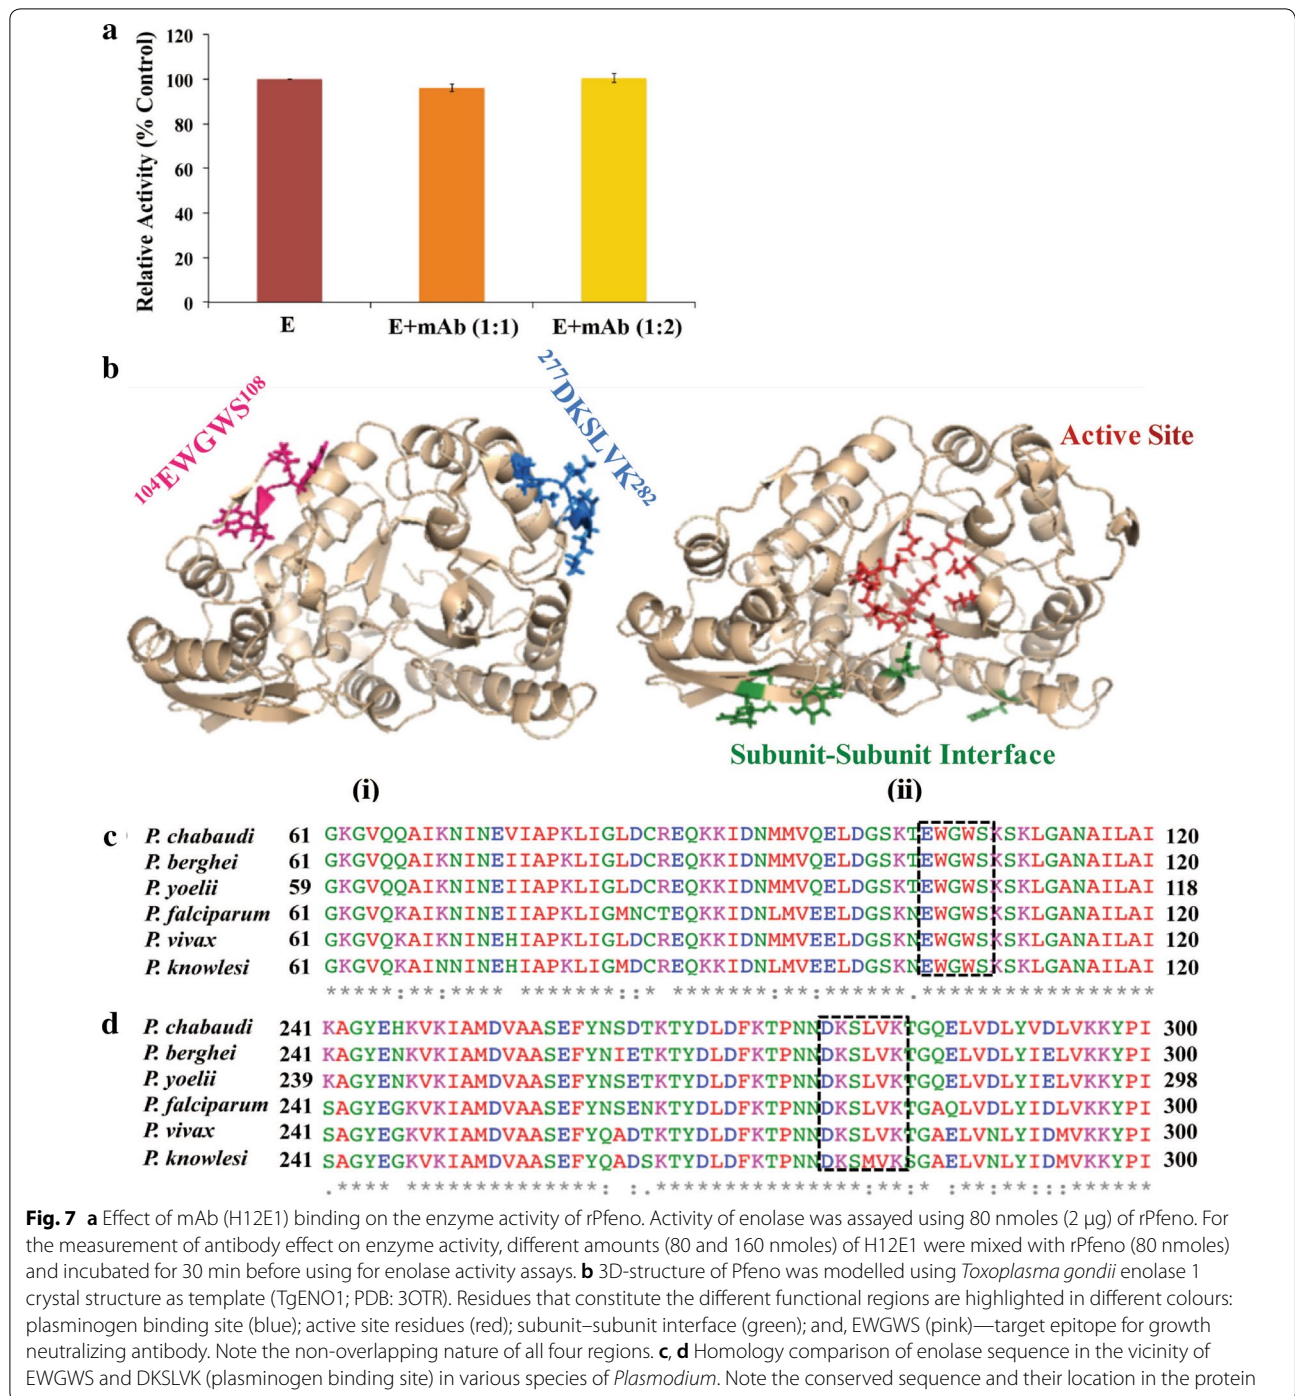 a
Relative Activity (% Control)
120
100
80
60
40
20
0
E
E+mAb (1:1)
E+mAb (1:2)
b
¹⁰⁴EWGWS¹⁰⁸
²⁷⁷DKSLVK²⁸²
Active Site
Subunit-Subunit Interface
(i)
(ii)
c
P. chabaudi 61 GKGVQQAIKNINEVIAPKLIGLDCREQKKIDNMMVQELDGSKTEWGWSKSKLGANAILAI 120
P. berghei 61 GKGVQQAIKNINEIIAPKLIGLDCREQKKIDNMMVQELDGSKTEWGWSKSKLGANAILAI 120
P. yoelii 59 GKGVQQAIKNINEIIAPKLIGLDCREQKKIDNMMVQELDGSKTEWGWSKSKLGANAILAI 118
P. falciparum 61 GKGVQKAIKNINEIIAPKLIGMNCTEQKKIDNLMVEELDGSKNEWGWSKSKLGANAILAI 120
P. vivax 61 GKGVQKAIKNINEHIAPKLIGLDCREQKKIDNMMVEELDGSKNEWGWSKSKLGANAILAI 120
P. knowlesi 61 GKGVQKAINNINEHIAPKLIGMDCREQKKIDNLMVEELDGSKNEWGWSKSKLGANAILAI 120
*****:**:**** *******::* *******:**:******.*****************
d
P. chabaudi 241 KAGYEHKVKIAMDVAASEFYNSDTKTYDLDFKTPNNDKSLVKTGQELVDLYVDLVKKYPI 300
P. berghei 241 KAGYENKVKIAMDVAASEFYNIETKTYDLDFKTPNNDKSLVKTGQELVDLYIELVKKYPI 300
P. yoelii 239 KAGYENKVKIAMDVAASEFYNSETKTYDLDFKTPNNDKSLVKTGQELVDLYIELVKKYPI 298
P. falciparum 241 SAGYEGKVKIAMDVAASEFYNSENKTYDLDFKTPNNDKSLVKTGAQLVDLYIELVKKYPI 300
P. vivax 241 SAGYEGKVKIAMDVAASEFYQADTKTYDLDFKTPNNDKSLVKTGAELVNLYIDMVKKYPI 300
P. knowlesi 241 SAGYEGKVKIAMDVAASEFYQADSKTYDLDFKTPNNDKSMVKSGAELVNLYIDMVKKYPI 300
.**** **************: :.***************:**:* :**:**:::******
Fig. 7 a Effect of mAb (H12E1) binding on the enzyme activity of rPfeno. Activity of enolase was assayed using 80 nmoles (2 μg) of rPfeno. For
the measurement of antibody effect on enzyme activity, different amounts (80 and 160 nmoles) of H12E1 were mixed with rPfeno (80 nmoles)
and incubated for 30 min before using for enolase activity assays. b 3D-structure of Pfeno was modelled using Toxoplasma gondii enolase 1
crystal structure as template (TgENO1; PDB: 3OTR). Residues that constitute the different functional regions are highlighted in different colours:
plasminogen binding site (blue); active site residues (red); subunit–subunit interface (green); and, EWGWS (pink)—target epitope for growth
neutralizing antibody. Note the non-overlapping nature of all four regions. c, d Homology comparison of enolase sequence in the vicinity of
EWGWS and DKSLVK (plasminogen binding site) in various species of Plasmodium. Note the conserved sequence and their location in the protein